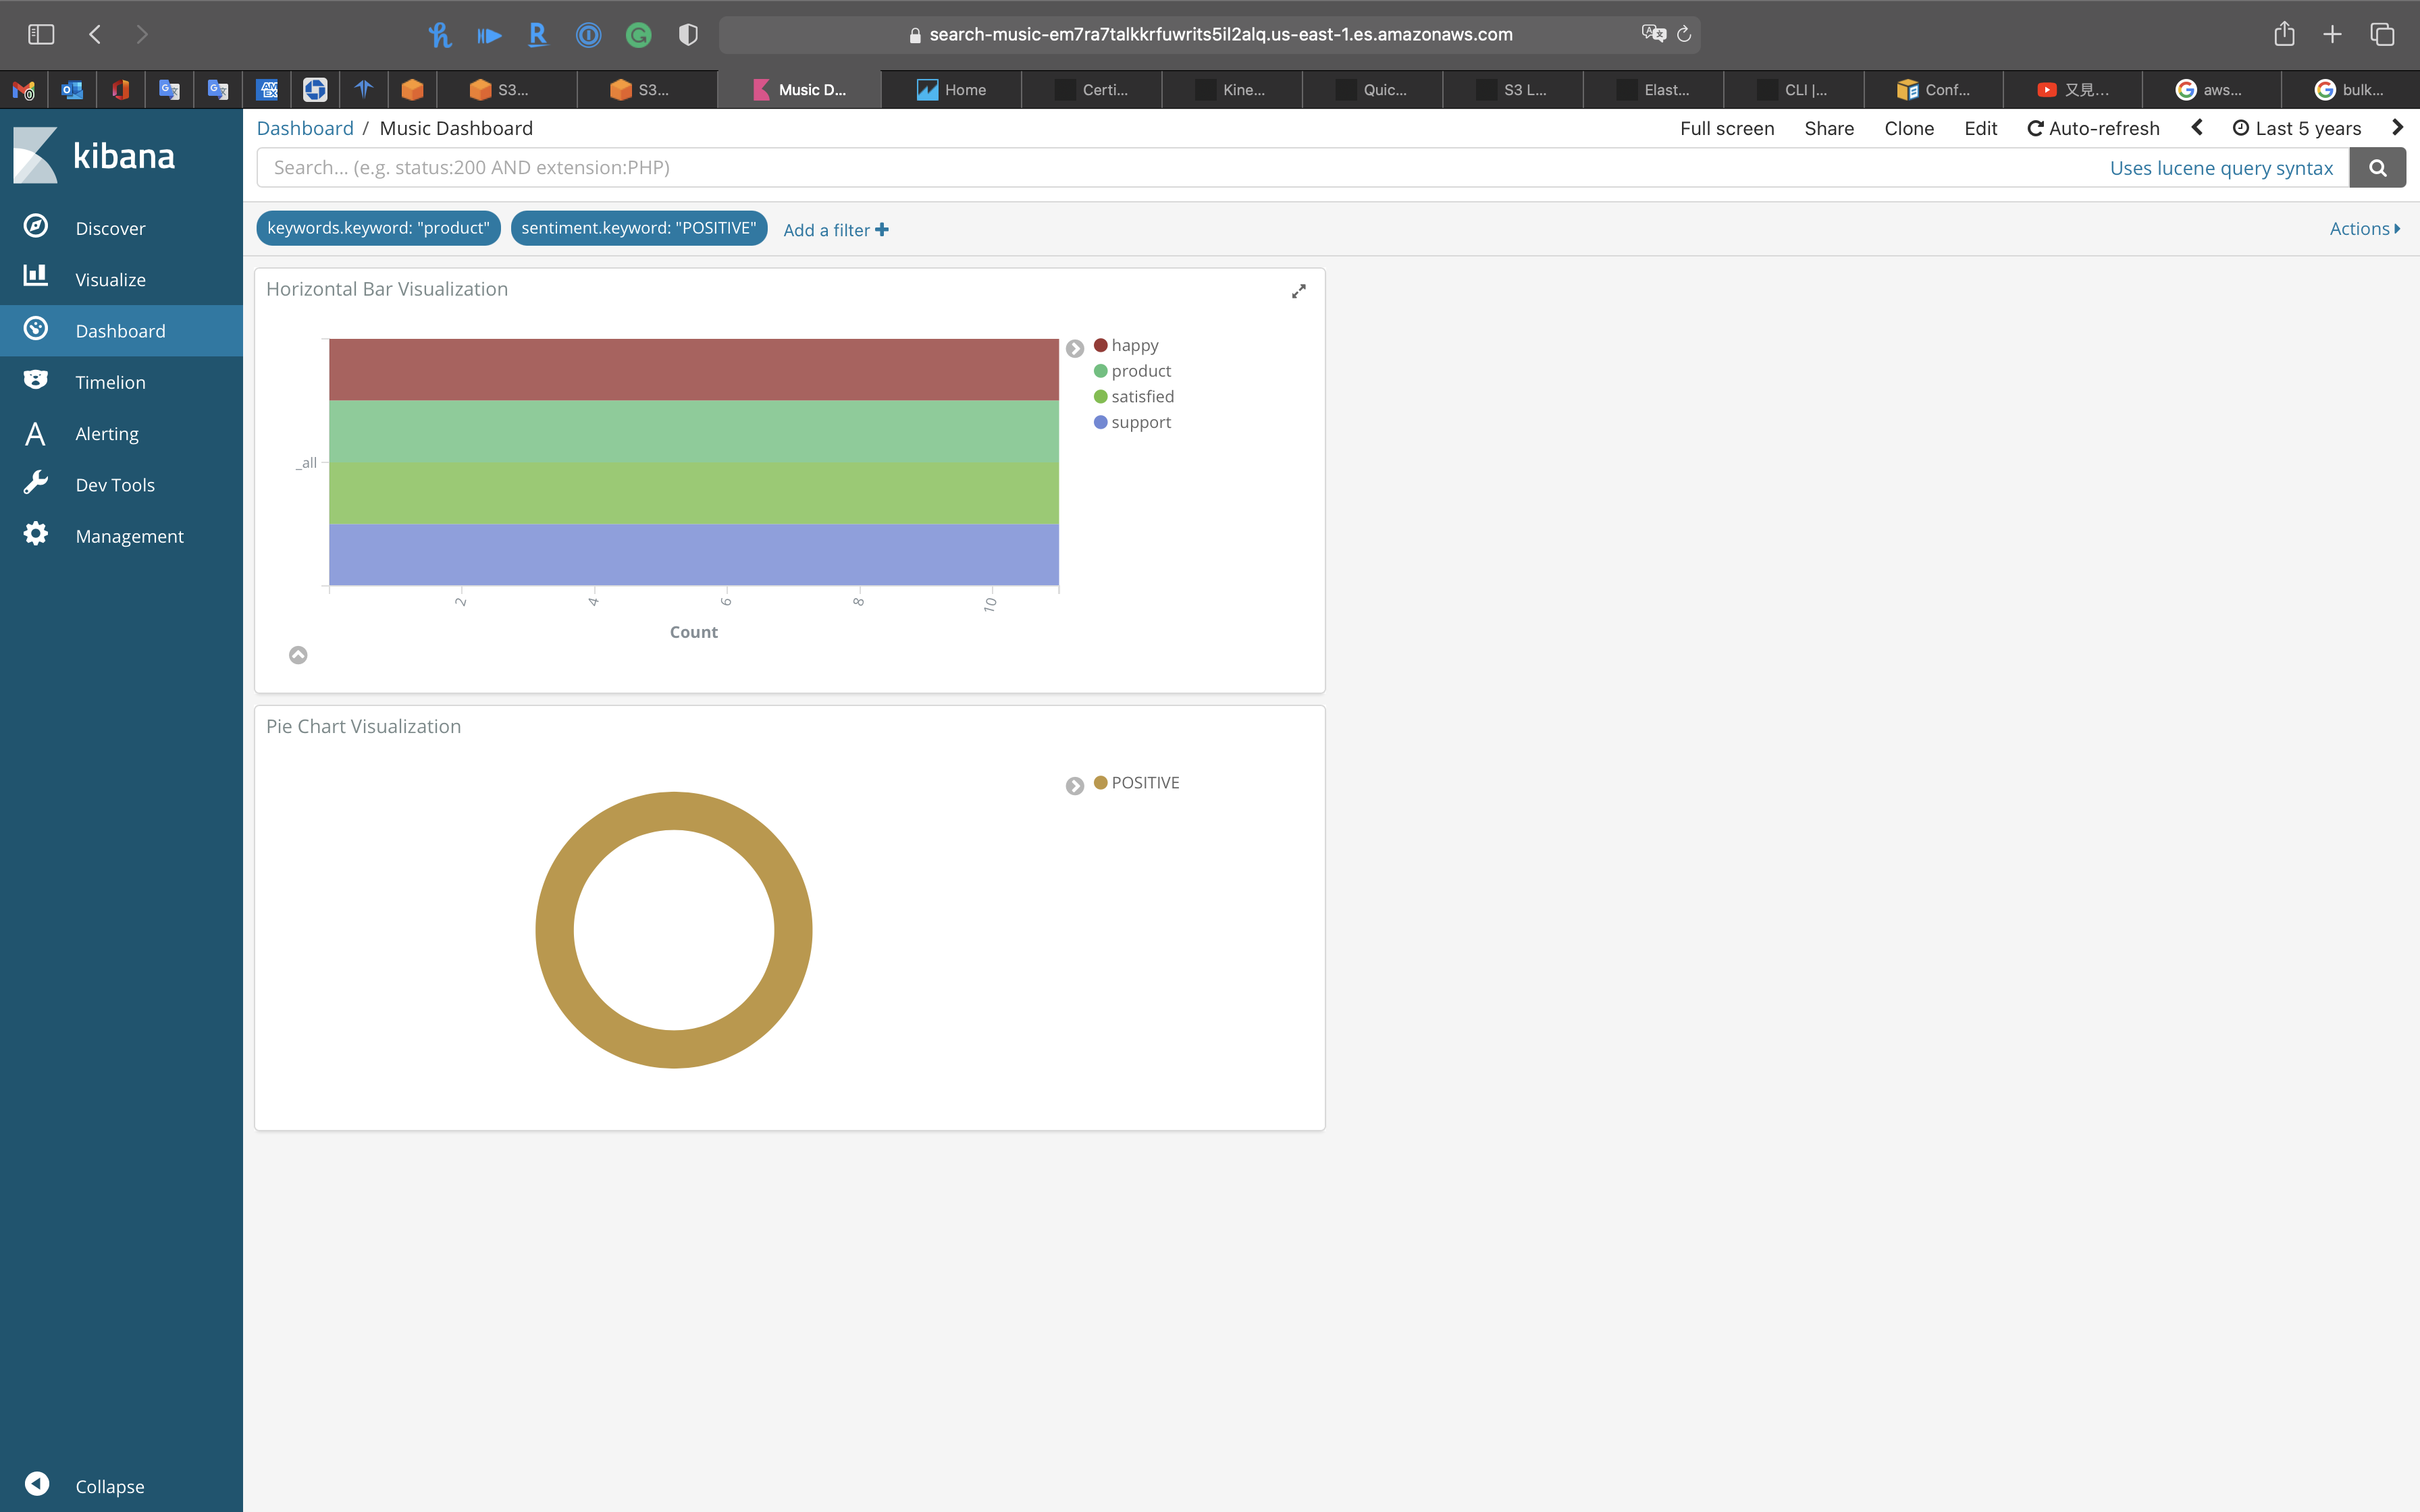 search-music-em7ra7talkkrfuwrits5il2alq.us-east-1.es.amazonaws.com
S3...
S3...
Music D...
Home
Certi...
Kine...
Quic...
S3 L...
Elast...
CLI |...
Conf...
又見...
aws...
bulk...
kibana
Discover
Visualize
Dashboard
Timelion
Alerting
Dev Tools
Management
Collapse
Dashboard / Music Dashboard
Full screen Share Clone Edit Auto-refresh Last 5 years
Search... (e.g. status:200 AND extension:PHP)
Uses lucene query syntax
keywords.keyword: "product"
sentiment.keyword: "POSITIVE"
Add a filter
Actions
Horizontal Bar Visualization
happy
product
satisfied
support
_all
2 4 6 8 10
Count
Pie Chart Visualization
POSITIVE